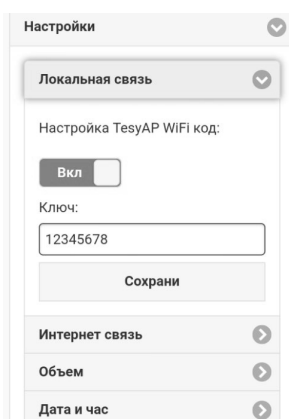 Настройки
Локальная связь
Настройка TesyAP WiFi код:
Вкл
Ключ:
12345678
Сохрани
Интернет связь
Объем
Дата и час